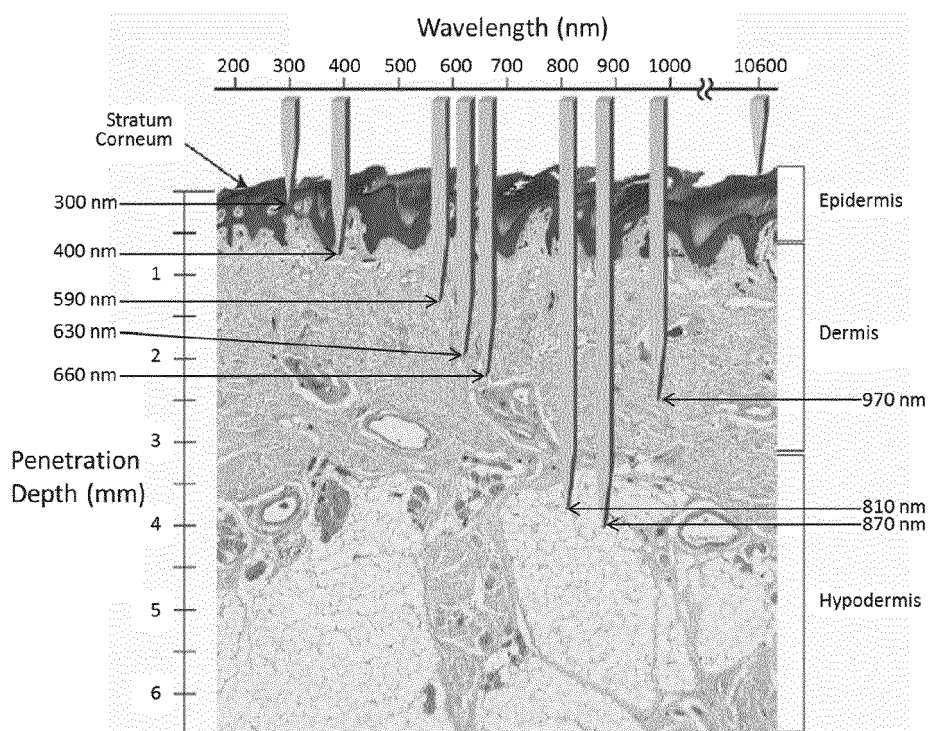 Wavelength (nm)
200 300 400 500 600 700 800 900 1000 10600
Stratum
Corneum
Epidermis
300 nm
400 nm
1
590 nm
630 nm
Dermis
2
660 nm
970 nm
3
Penetration
Depth (mm)
810 nm
4
870 nm
Hypodermis
5
6